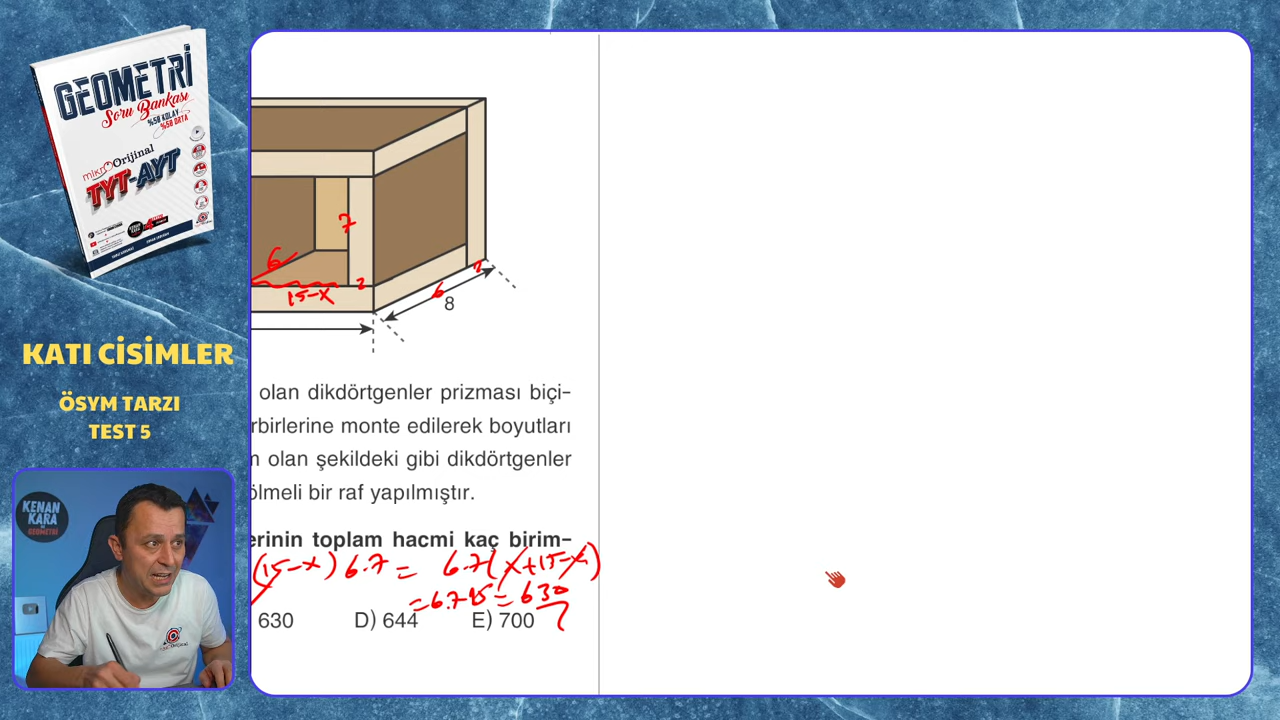 GEOMETRİ
Soru Bankası
%50 KOLAY
%50 ORTA
mikro Orijinal
TYT-AYT
KATI CİSİMLER
ÖSYM TARZI
TEST 5
KENAN
KARA
ile
GEOMETRİ
7
6
15-x
2
6
2
8
olan dikdörtgenler prizması biçi-
rbirlerine monte edilerek boyutları
olan şekildeki gibi dikdörtgenler
ölmeli bir raf yapılmıştır.
erinin toplam hacmi kaç birim-
(15-x) 6.7 = 6.7(x+15-x)
= 6.7.15 = 630
630 D) 644 E) 700